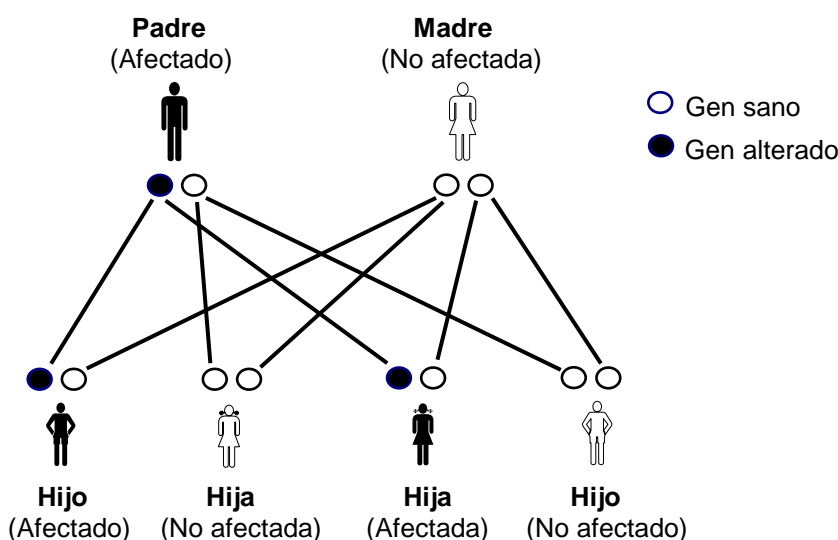 Padre
(Afectado)
Madre
(No afectada)
Gen sano
Gen alterado
Hijo
(Afectado)
Hija
(No afectada)
Hija
(Afectada)
Hijo
(No afectado)